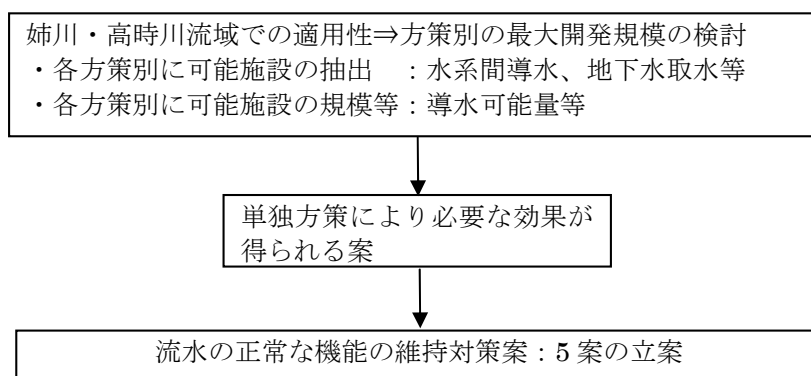 姉川・高時川流域での適用性⇒方策別の最大開発規模の検討
・各方策別に可能施設の抽出　：水系間導水、地下水取水等
・各方策別に可能施設の規模等：導水可能量等
単独方策により必要な効果が
得られる案
流水の正常な機能の維持対策案：5案の立案